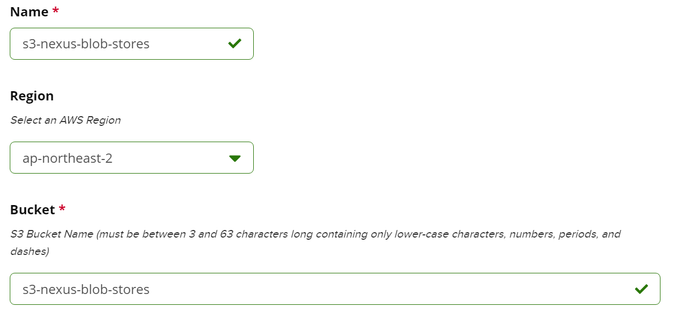 Name *
s3-nexus-blob-stores
Region
Select an AWS Region
ap-northeast-2
Bucket *
S3 Bucket Name (must be between 3 and 63 characters long containing only lower-case characters, numbers, periods, and
dashes)
s3-nexus-blob-stores